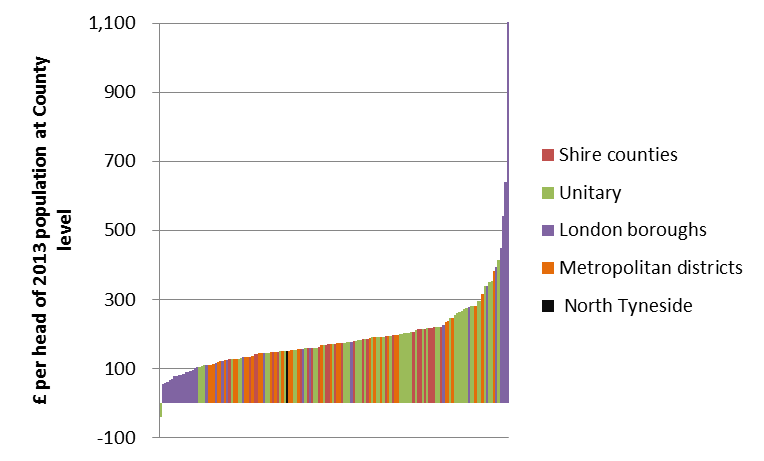 1,100
900
700
500
300
100
-100
£ per head of 2013 population at County
level
Shire counties
Unitary
London boroughs
Metropolitan districts
North Tyneside